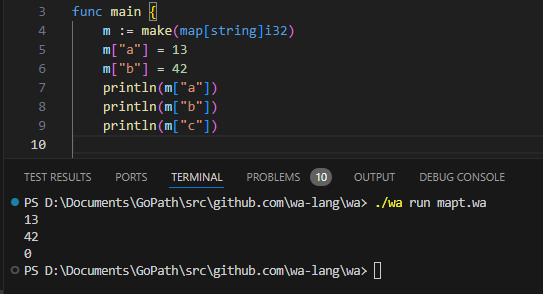 3 func main {
4 m := make(map[string]i32)
5 m["a"] = 13
6 m["b"] = 42
7 println(m["a"])
8 println(m["b"])
9 println(m["c"])
10
TEST RESULTS PORTS TERMINAL PROBLEMS 10 OUTPUT DEBUG CONSOLE
PS D:\Documents\GoPath\src\github.com\wa-lang\wa> ./wa run mapt.wa
13
42
0
PS D:\Documents\GoPath\src\github.com\wa-lang\wa>